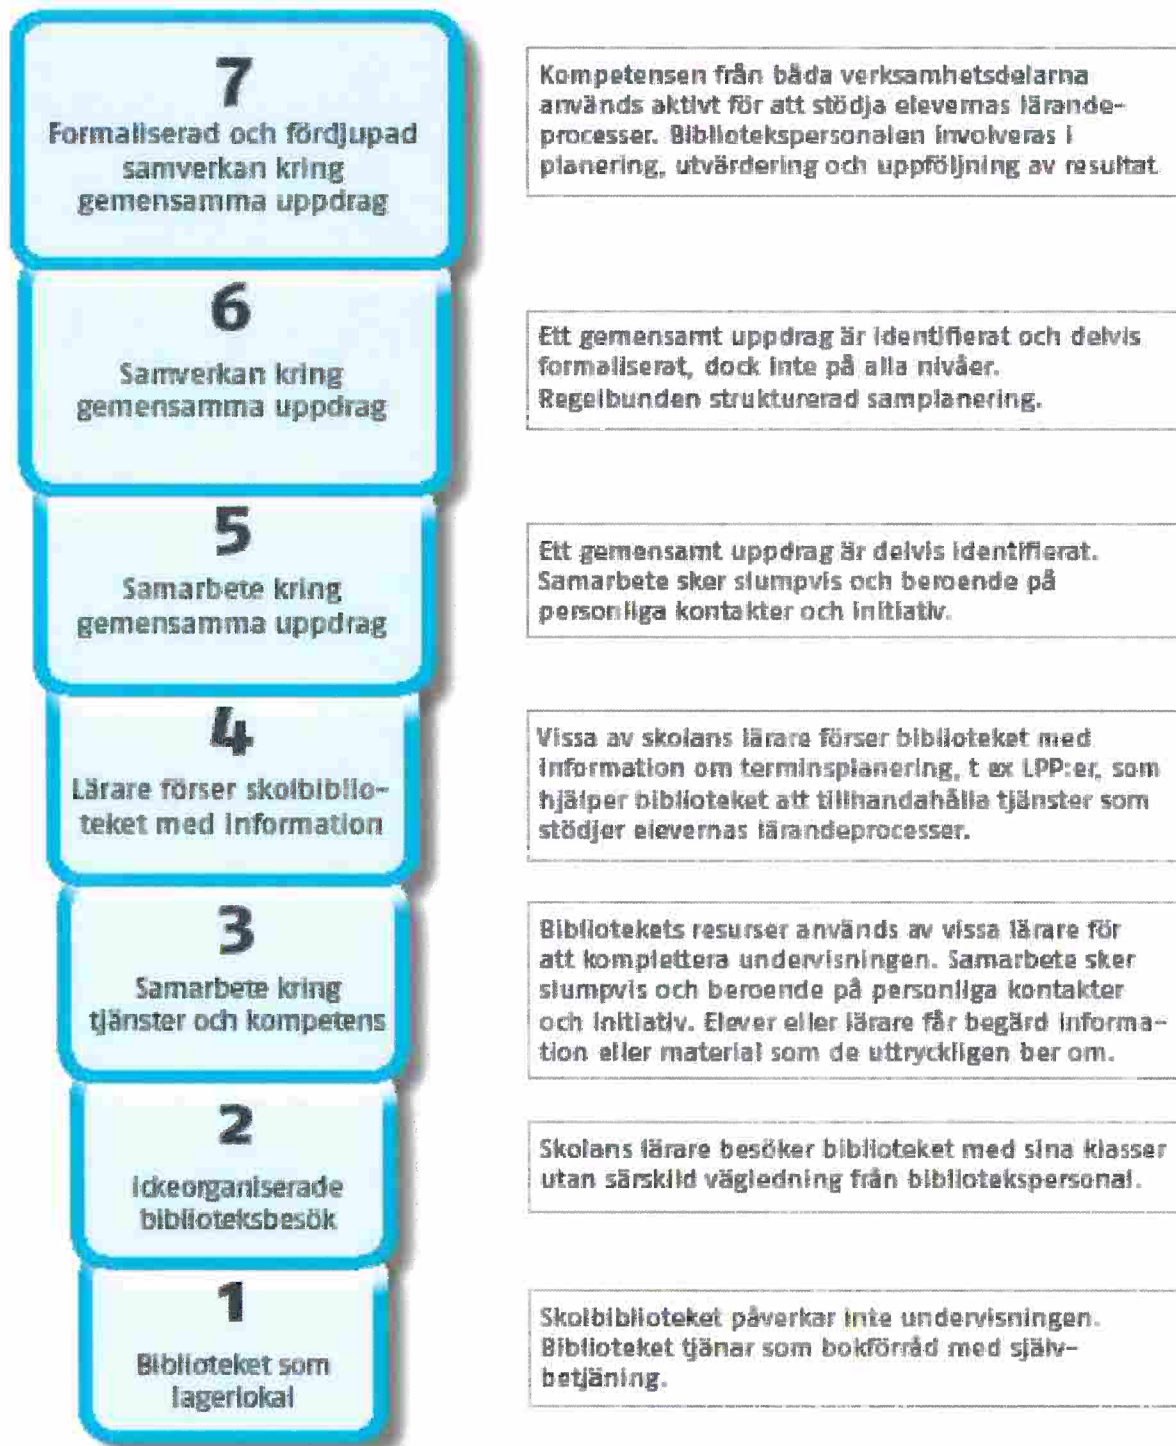 7
Formaliserad och fördjupad
samverkan kring
gemensamma uppdrag
Kompetensen från båda verksamhetsdelarna
används aktivt för att stödja elevernas lärande-
processer. Bibliotekspersonalen involveras i
planering, utvärdering och uppföljning av resultat
6
Samverkan kring
gemensamma uppdrag
Ett gemensamt uppdrag är identifierat och delvis
formaliserat, dock inte på alla nivåer.
Regelbunden strukturerad samplanering.
5
Samarbete kring
gemensamma uppdrag
Ett gemensamt uppdrag är delvis identifierat.
Samarbete sker slumpvis och beroende på
personliga kontakter och initiativ.
4
Lärare förser skolbiblio-
teket med information
Vissa av skolans lärare förser biblioteket med
information om terminsplanering, t ex LPP:er, som
hjälper biblioteket att tillhandahålla tjänster som
stödjer elevernas lärandeprocesser.
3
Samarbete kring
tjänster och kompetens
Bibliotekets resurser används av vissa lärare för
att komplettera undervisningen. Samarbete sker
slumpvis och beroende på personliga kontakter
och initiativ. Elever eller lärare får begärd informa-
tion eller material som de uttryckligen ber om.
2
Ickeorganiserade
biblioteksbesök
Skolans lärare besöker biblioteket med sina klasser
utan särskild vägledning från bibliotekspersonal.
1
Biblioteket som
lagerlokal
Skolbiblioteket påverkar inte undervisningen.
Biblioteket tjänar som bokförråd med själv-
betjäning.